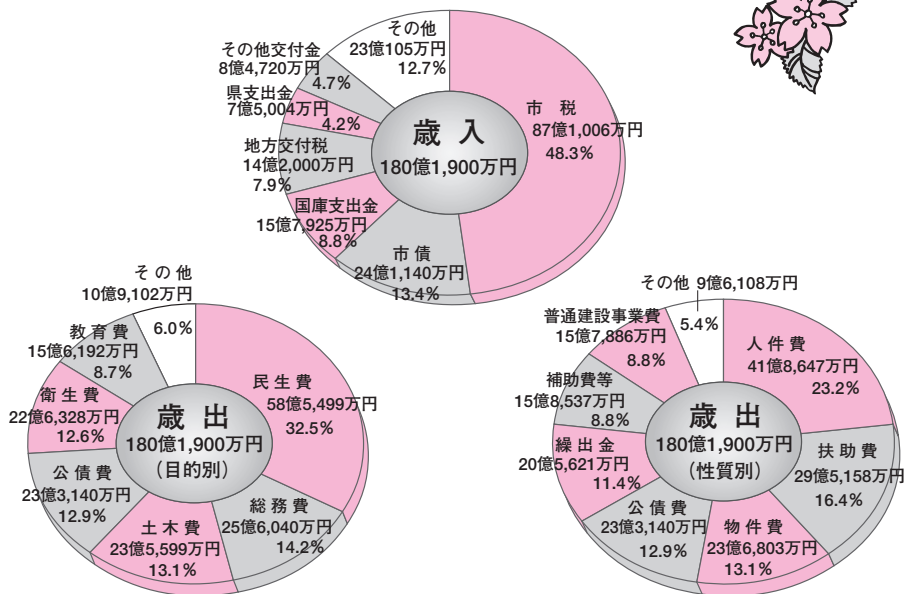 歳入
180億1,900万円
市税
87億1,006万円
48.3%
市債
24億1,140万円
13.4%
国庫支出金
15億7,925万円
8.8%
地方交付税
14億2,000万円
7.9%
県支出金
7億5,004万円
4.2%
その他交付金
8億4,720万円
4.7%
その他
23億105万円
12.7%
歳出
180億1,900万円
(目的別)
民生費
58億5,499万円
32.5%
総務費
25億6,040万円
14.2%
土木費
23億5,599万円
13.1%
公債費
23億3,140万円
12.9%
衛生費
22億6,328万円
12.6%
教育費
15億6,192万円
8.7%
その他
10億9,102万円
6.0%
歳出
180億1,900万円
(性質別)
人件費
41億8,647万円
23.2%
扶助費
29億5,158万円
16.4%
物件費
23億6,803万円
13.1%
公債費
23億3,140万円
12.9%
繰出金
20億5,621万円
11.4%
補助費等
15億8,537万円
8.8%
普通建設事業費
15億7,886万円
8.8%
その他 9億6,108万円
5.4%